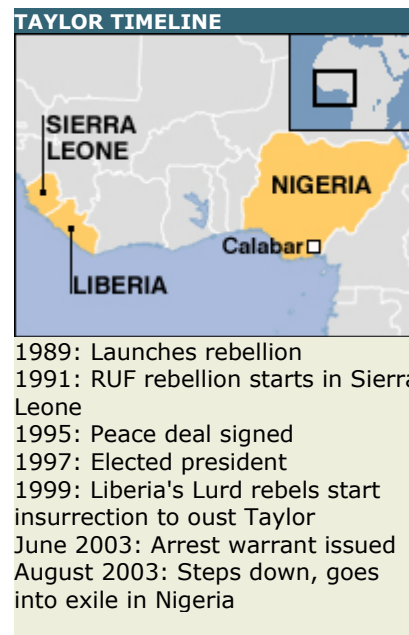 TAYLOR TIMELINE
SIERRA
LEONE
NIGERIA
Calabar
LIBERIA
1989: Launches rebellion
1991: RUF rebellion starts in Sierra
Leone
1995: Peace deal signed
1997: Elected president
1999: Liberia's Lurd rebels start
insurrection to oust Taylor
June 2003: Arrest warrant issued
August 2003: Steps down, goes
into exile in Nigeria